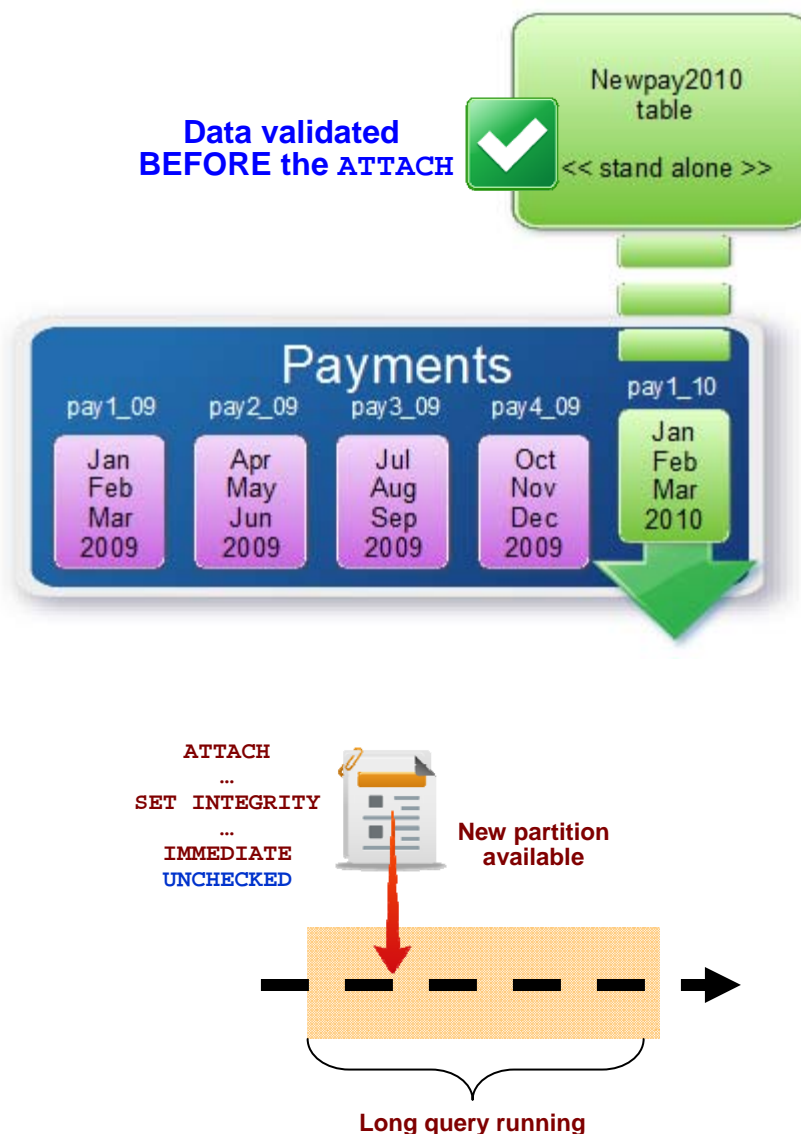 Newpay2010
table
<< stand alone >>
Data validated
BEFORE the ATTACH
Payments
pay1_09
pay2_09
pay3_09
pay4_09
pay1_10
Jan
Feb
Mar
2009
Apr
May
Jun
2009
Jul
Aug
Sep
2009
Oct
Nov
Dec
2009
Jan
Feb
Mar
2010
ATTACH
…
SET INTEGRITY
…
IMMEDIATE
UNCHECKED
New partition
available
Long query running